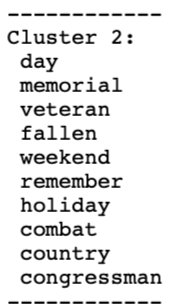 ------------
Cluster 2:
 day
 memorial
 veteran
 fallen
 weekend
 remember
 holiday
 combat
 country
 congressman
------------